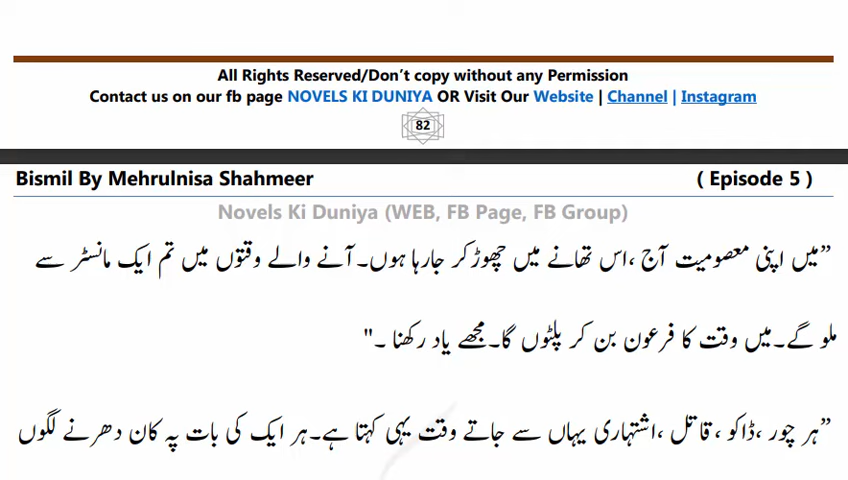 All Rights Reserved/Don’t copy without any Permission
Contact us on our fb page NOVELS KI DUNIYA OR Visit Our Website | Channel | Instagram
82
Bismil By Mehrulnisa Shahmeer ( Episode 5 )
Novels Ki Duniya (WEB, FB Page, FB Group)
”میں اپنی معصومیت آج ،اس تھانے میں چھوڑ کر جارہا ہوں۔آنے والے وقتوں میں تم ایک مانسٹر سے
ملو گے۔میں وقت کا فرعون بن کر پلٹوں گا۔مجھے یاد رکھنا ۔"
”ہر چور ،ڈاکو ، قاتل ،اشتہاری یہاں سے جاتے وقت یہی کہتا ہے۔ہر ایک کی بات پہ کان دھرنے لگوں